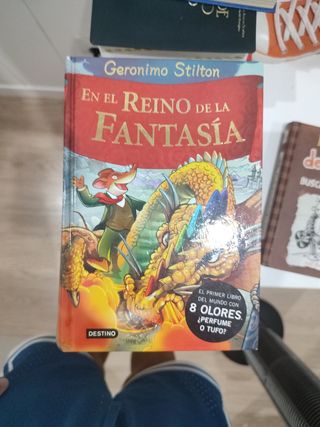 Geronimo Stilton
EN EL REINO DE LA
FANTASÍA
EL PRIMER LIBRO
DEL MUNDO CON
8 OLORES.
¿PERFUME
O TUFO?
DESTINO
BUSC